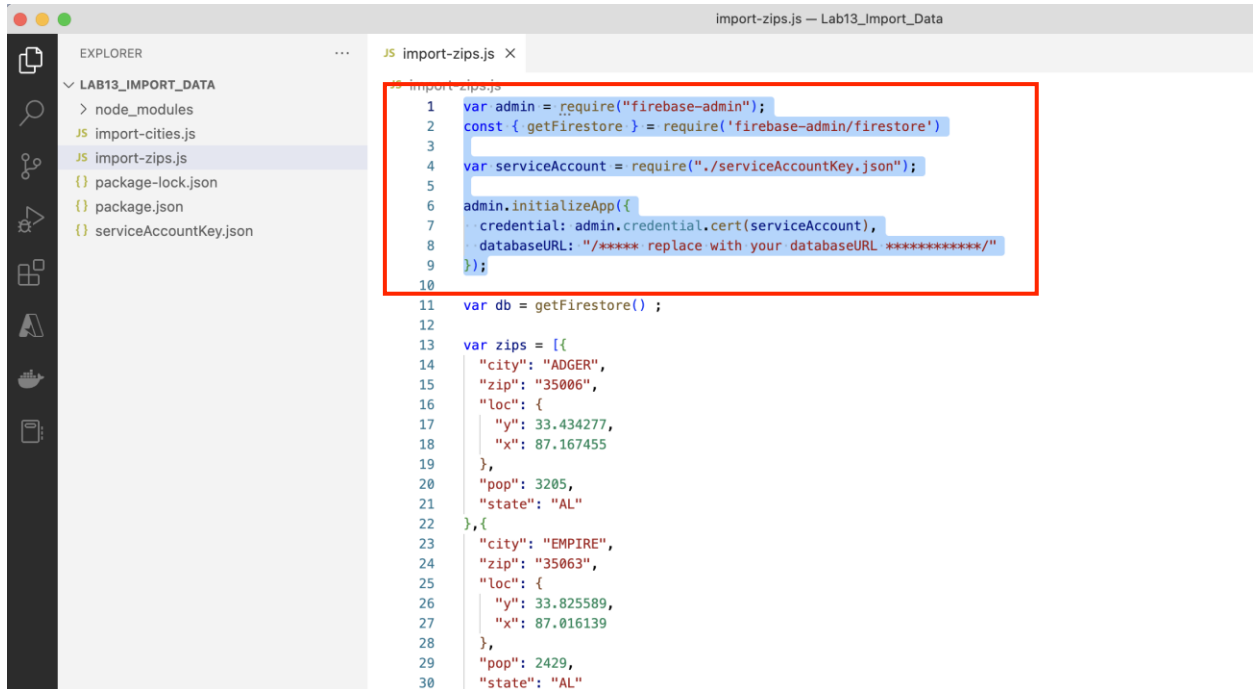 import-zips.js — Lab13_Import_Data
EXPLORER
···
JS import-zips.js ×
LAB13_IMPORT_DATA
> node_modules
JS import-cities.js
JS import-zips.js
{} package-lock.json
{} package.json
{} serviceAccountKey.json
JS import-zips.js
1 var admin = require("firebase-admin");
2 const { getFirestore } = require('firebase-admin/firestore')
3
4 var serviceAccount = require("./serviceAccountKey.json");
5
6 admin.initializeApp({
7   credential: admin.credential.cert(serviceAccount),
8   databaseURL: "/***** replace with your databaseURL ************/"
9 });
10
11 var db = getFirestore() ;
12
13 var zips = [{
14   "city": "ADGER",
15   "zip": "35006",
16   "loc": {
17     "y": 33.434277,
18     "x": 87.167455
19   },
20   "pop": 3205,
21   "state": "AL"
22 },{
23   "city": "EMPIRE",
24   "zip": "35063",
25   "loc": {
26     "y": 33.825589,
27     "x": 87.016139
28   },
29   "pop": 2429,
30   "state": "AL"